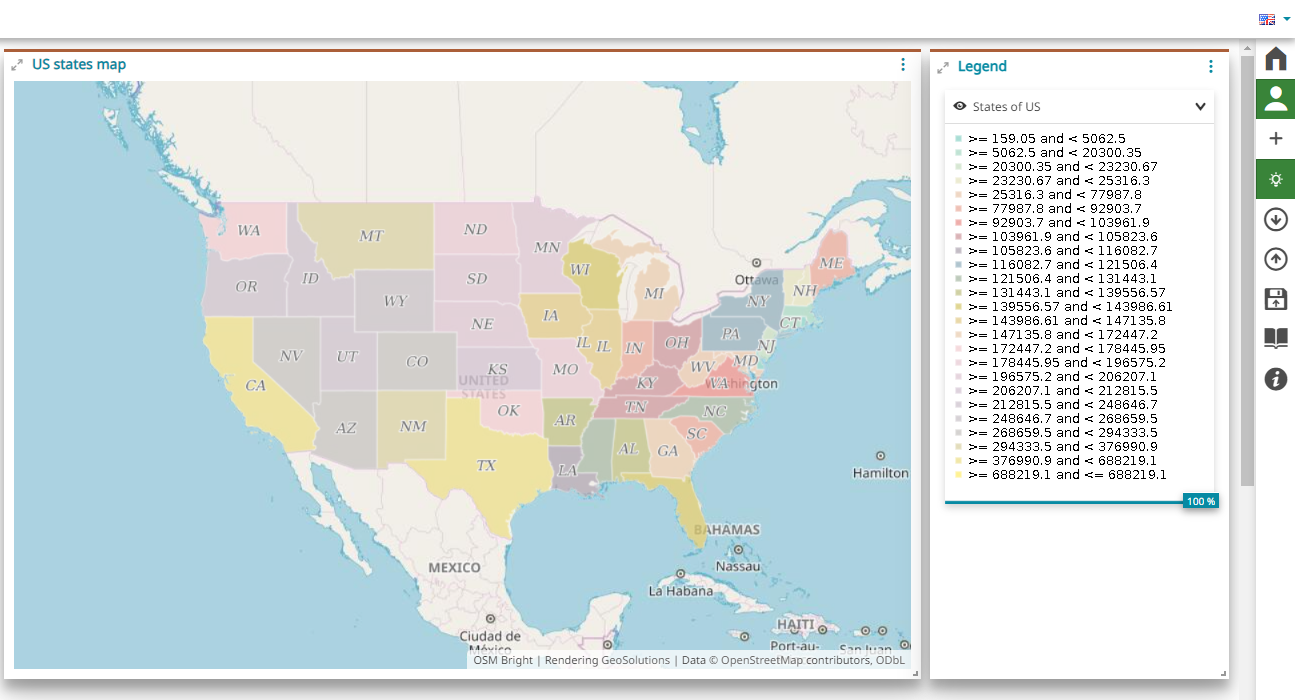 US states map
WA
MT
ND
MN
OR
ID
SD
WI
WY
MI
Ottawa
NH
ME
NE
IA
NY
CT
NV
UT
CO
IL
IL
IN
OH
PA
NJ
CA
KS
MO
WV
MD
UNITED
STATES
KY
VA
Washington
AZ
NM
OK
AR
TN
NC
SC
TX
LA
AL
GA
Hamilton
BAHAMAS
MEXICO
Nassau
La Habana
Ciudad de
México
HAITI
Port-au-
San Juan
OSM Bright | Rendering GeoSolutions | Data © OpenStreetMap contributors, ODbL
Legend
States of US
>= 159.05 and < 5062.5
>= 5062.5 and < 20300.35
>= 20300.35 and < 23230.67
>= 23230.67 and < 25316.3
>= 25316.3 and < 77987.8
>= 77987.8 and < 92903.7
>= 92903.7 and < 103961.9
>= 103961.9 and < 105823.6
>= 105823.6 and < 116082.7
>= 116082.7 and < 121506.4
>= 121506.4 and < 131443.1
>= 131443.1 and < 139556.57
>= 139556.57 and < 143986.61
>= 143986.61 and < 147135.8
>= 147135.8 and < 172447.2
>= 172447.2 and < 178445.95
>= 178445.95 and < 196575.2
>= 196575.2 and < 206207.1
>= 206207.1 and < 212815.5
>= 212815.5 and < 248646.7
>= 248646.7 and < 268659.5
>= 268659.5 and < 294333.5
>= 294333.5 and < 376990.9
>= 376990.9 and < 688219.1
>= 688219.1 and <= 688219.1
100 %